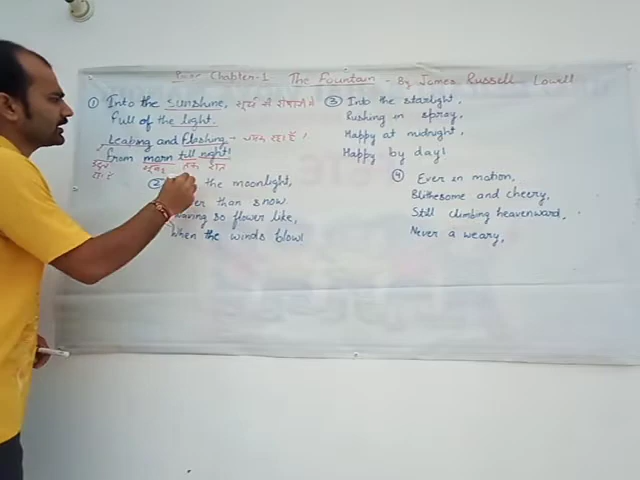 Poem Chapter-1 The Fountain - By James Russell Lowell
① Into the sunshine, सूर्य की रोशनी में
Full of the light.
Leabing and Flashing - चमक रहा है।
From morn till night!
सुबह से रात
② the moonlight,
than snow
so flower like,
When the winds blow!
③ Into the starlight,
Rushing in spray,
Happy at midnight,
Happy by day!
④ Ever in motion,
Blithesome and cheery,
Still climbing heavenward,
Never a weary,